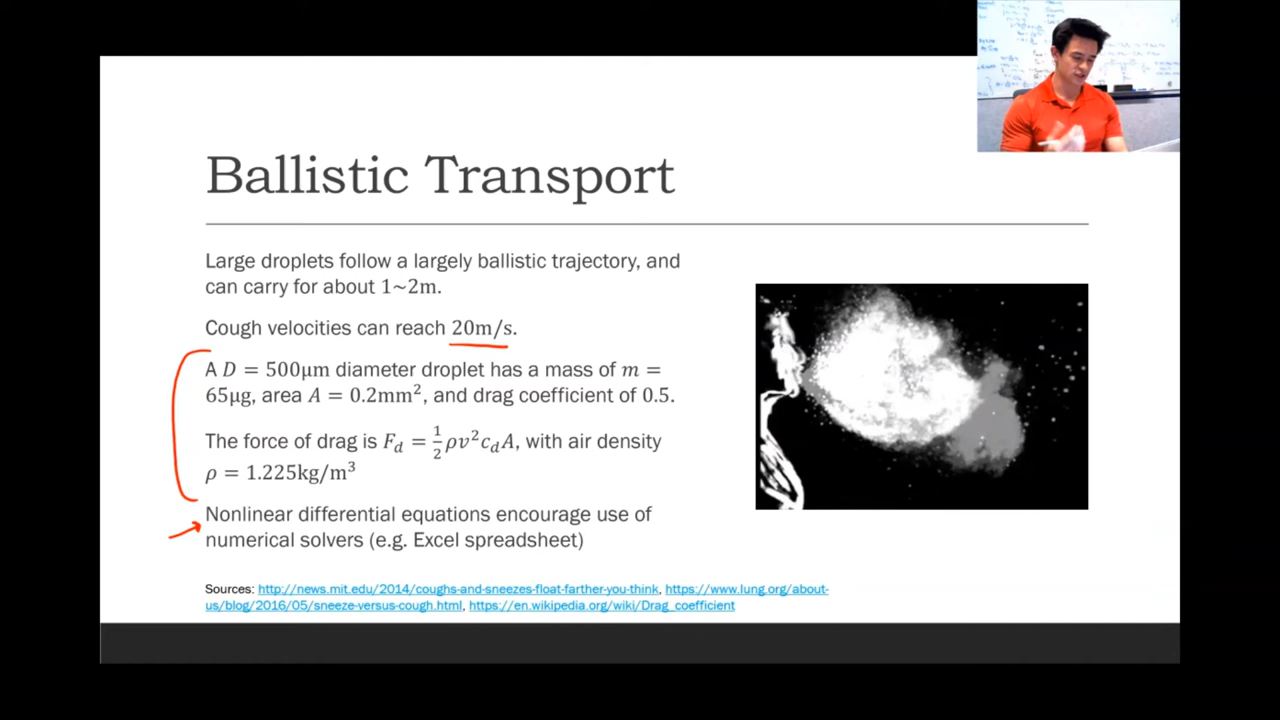 Ballistic Transport
Large droplets follow a largely ballistic trajectory, and
can carry for about 1~2m.
Cough velocities can reach 20m/s.
A D = 500μm diameter droplet has a mass of m =
65μg, area A = 0.2mm², and drag coefficient of 0.5.
The force of drag is F_d = 1/2 ρv²c_dA, with air density
ρ = 1.225kg/m³
Nonlinear differential equations encourage use of
numerical solvers (e.g. Excel spreadsheet)
Sources: http://news.mit.edu/2014/coughs-and-sneezes-float-farther-you-think, https://www.lung.org/about-
us/blog/2016/05/sneeze-versus-cough.html, https://en.wikipedia.org/wiki/Drag_coefficient